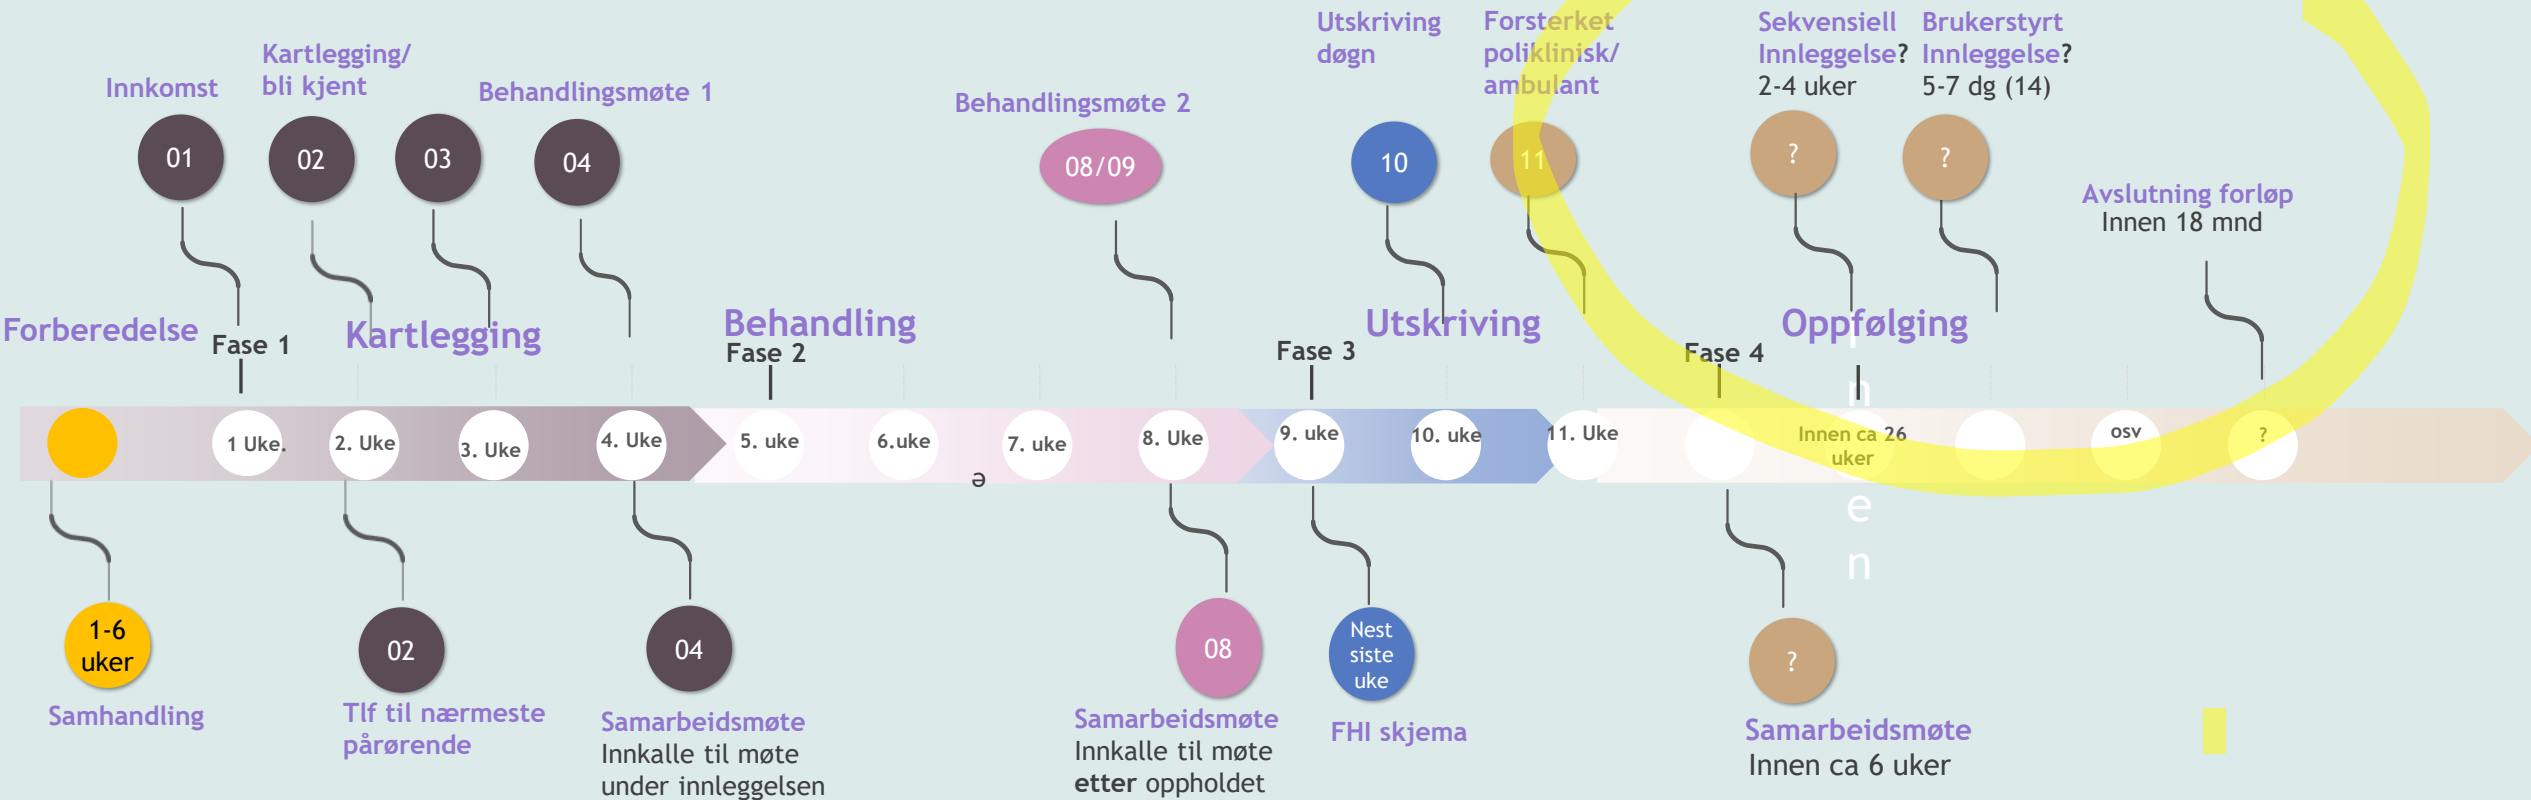 Innkomst
01
Kartlegging/
bli kjent
02
03
Behandlingsmøte 1
04
Behandlingsmøte 2
08/09
Utskriving
døgn
10
Forsterket
poliklinisk/
ambulant
11
Sekvensiell
Innleggelse?
2-4 uker
?
Brukerstyrt
Innleggelse?
5-7 dg (14)
?
Avslutning forløp
Innen 18 mnd
Forberedelse
Fase 1
Kartlegging
Behandling
Fase 2
Fase 3
Utskriving
Fase 4
Oppfølging
1 Uke.
2. Uke
3. Uke
4. Uke
5. uke
6.uke
7. uke
8. Uke
9. uke
10. uke
11. Uke
Innen ca 26
uker
osv
?
ə
n
e
n
1-6
uker
Samhandling
02
Tlf til nærmeste
pårørende
04
Samarbeidsmøte
Innkalle til møte
under innleggelsen
08
Samarbeidsmøte
Innkalle til møte
etter oppholdet
Nest
siste
uke
FHI skjema
?
Samarbeidsmøte
Innen ca 6 uker